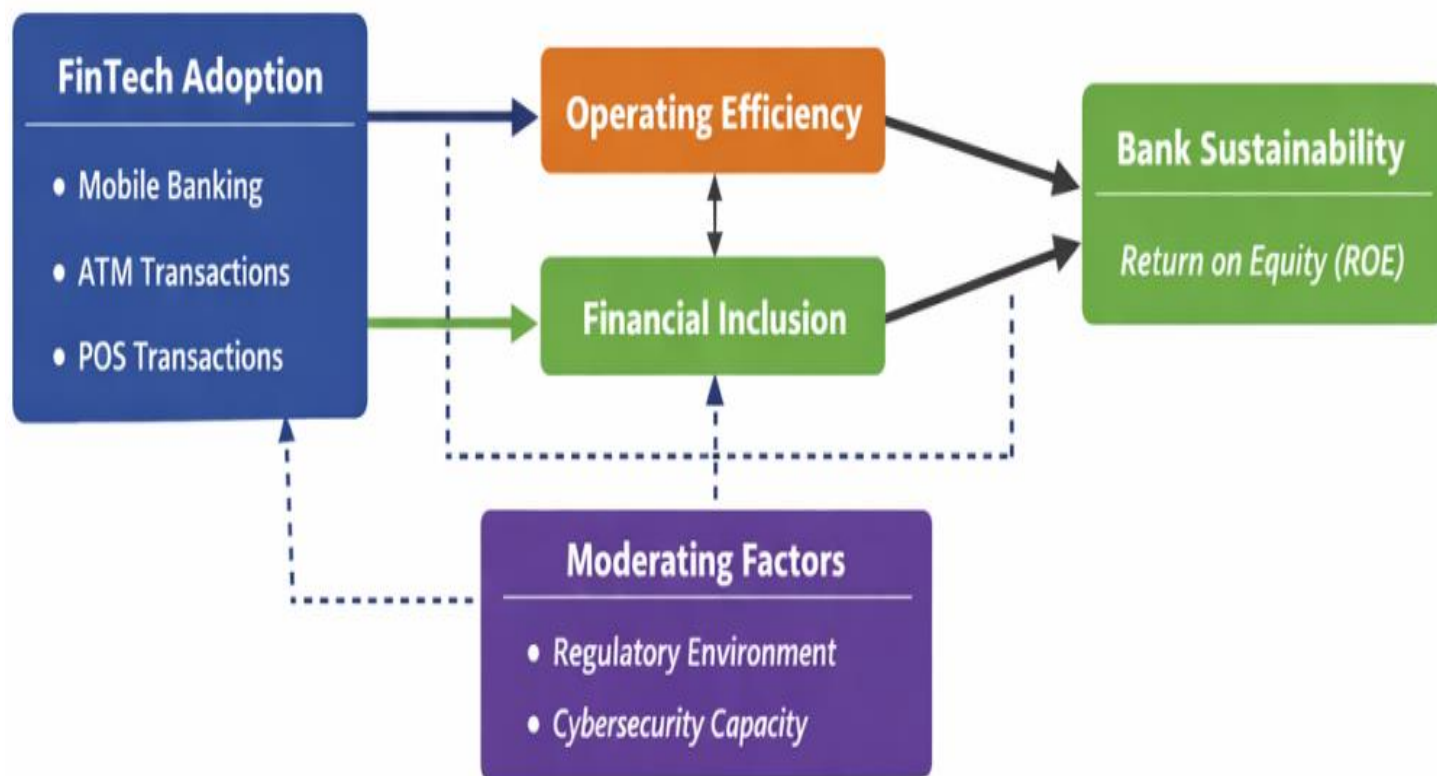 FinTech Adoption
• Mobile Banking
• ATM Transactions
• POS Transactions
Operating Efficiency
Financial Inclusion
Bank Sustainability
Return on Equity (ROE)
Moderating Factors
• Regulatory Environment
• Cybersecurity Capacity